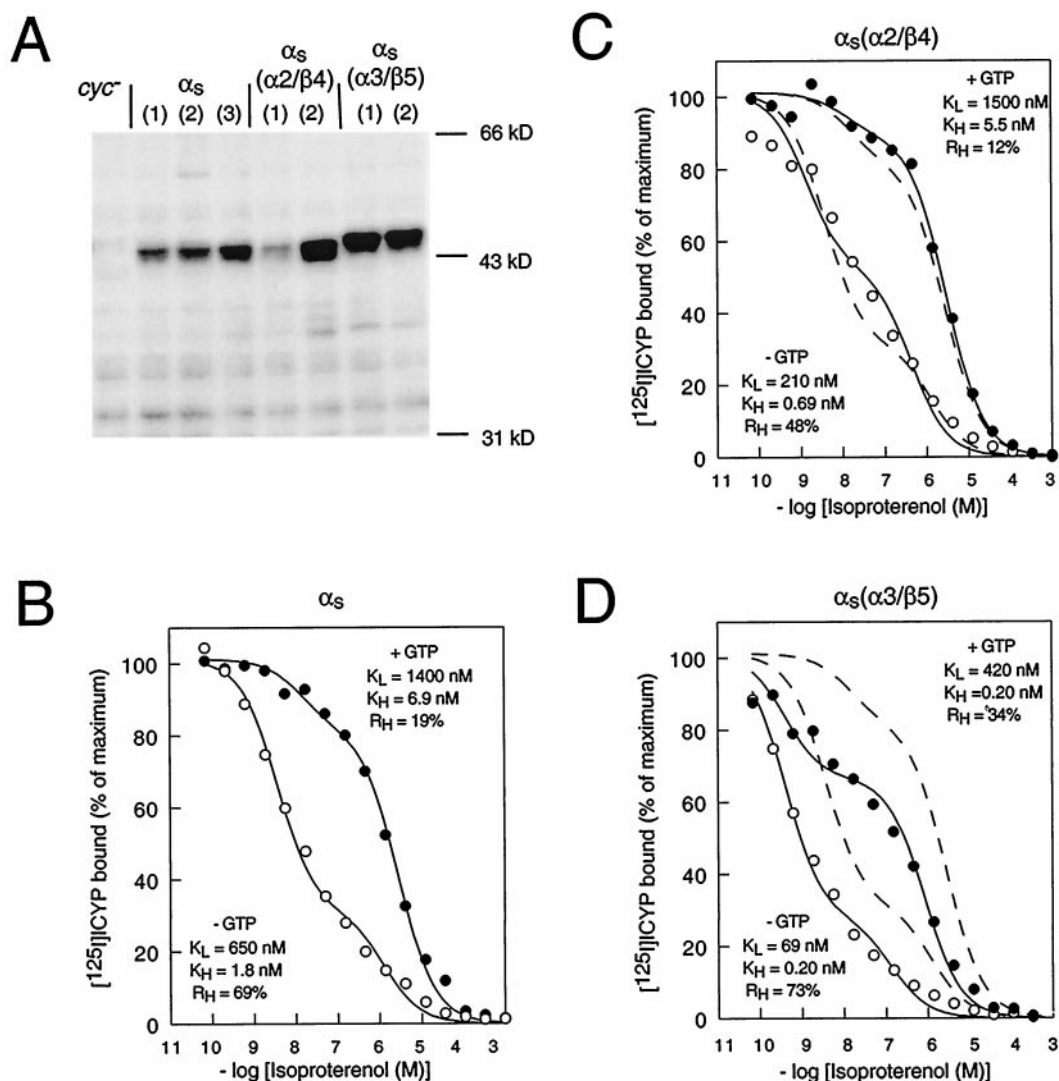 A
cyc⁻
αs
αs
(α2/β4)
αs
(α3/β5)
(1) (2) (3) (1) (2) (1) (2)
66 kD
43 kD
31 kD
C
αs(α2/β4)
[125I]ICYP bound (% of maximum)
100
80
60
40
20
0
+ GTP
KL = 1500 nM
KH = 5.5 nM
RH = 12%
- GTP
KL = 210 nM
KH = 0.69 nM
RH = 48%
11 10 9 8 7 6 5 4 3
- log [Isoproterenol (M)]
B
αs
[125I]ICYP bound (% of maximum)
100
80
60
40
20
0
+ GTP
KL = 1400 nM
KH = 6.9 nM
RH = 19%
- GTP
KL = 650 nM
KH = 1.8 nM
RH = 69%
11 10 9 8 7 6 5 4 3
- log [Isoproterenol (M)]
D
αs(α3/β5)
[125I]ICYP bound (% of maximum)
100
80
60
40
20
0
+ GTP
KL = 420 nM
KH = 0.20 nM
RH = 34%
- GTP
KL = 69 nM
KH = 0.20 nM
RH = 73%
11 10 9 8 7 6 5 4 3
- log [Isoproterenol (M)]